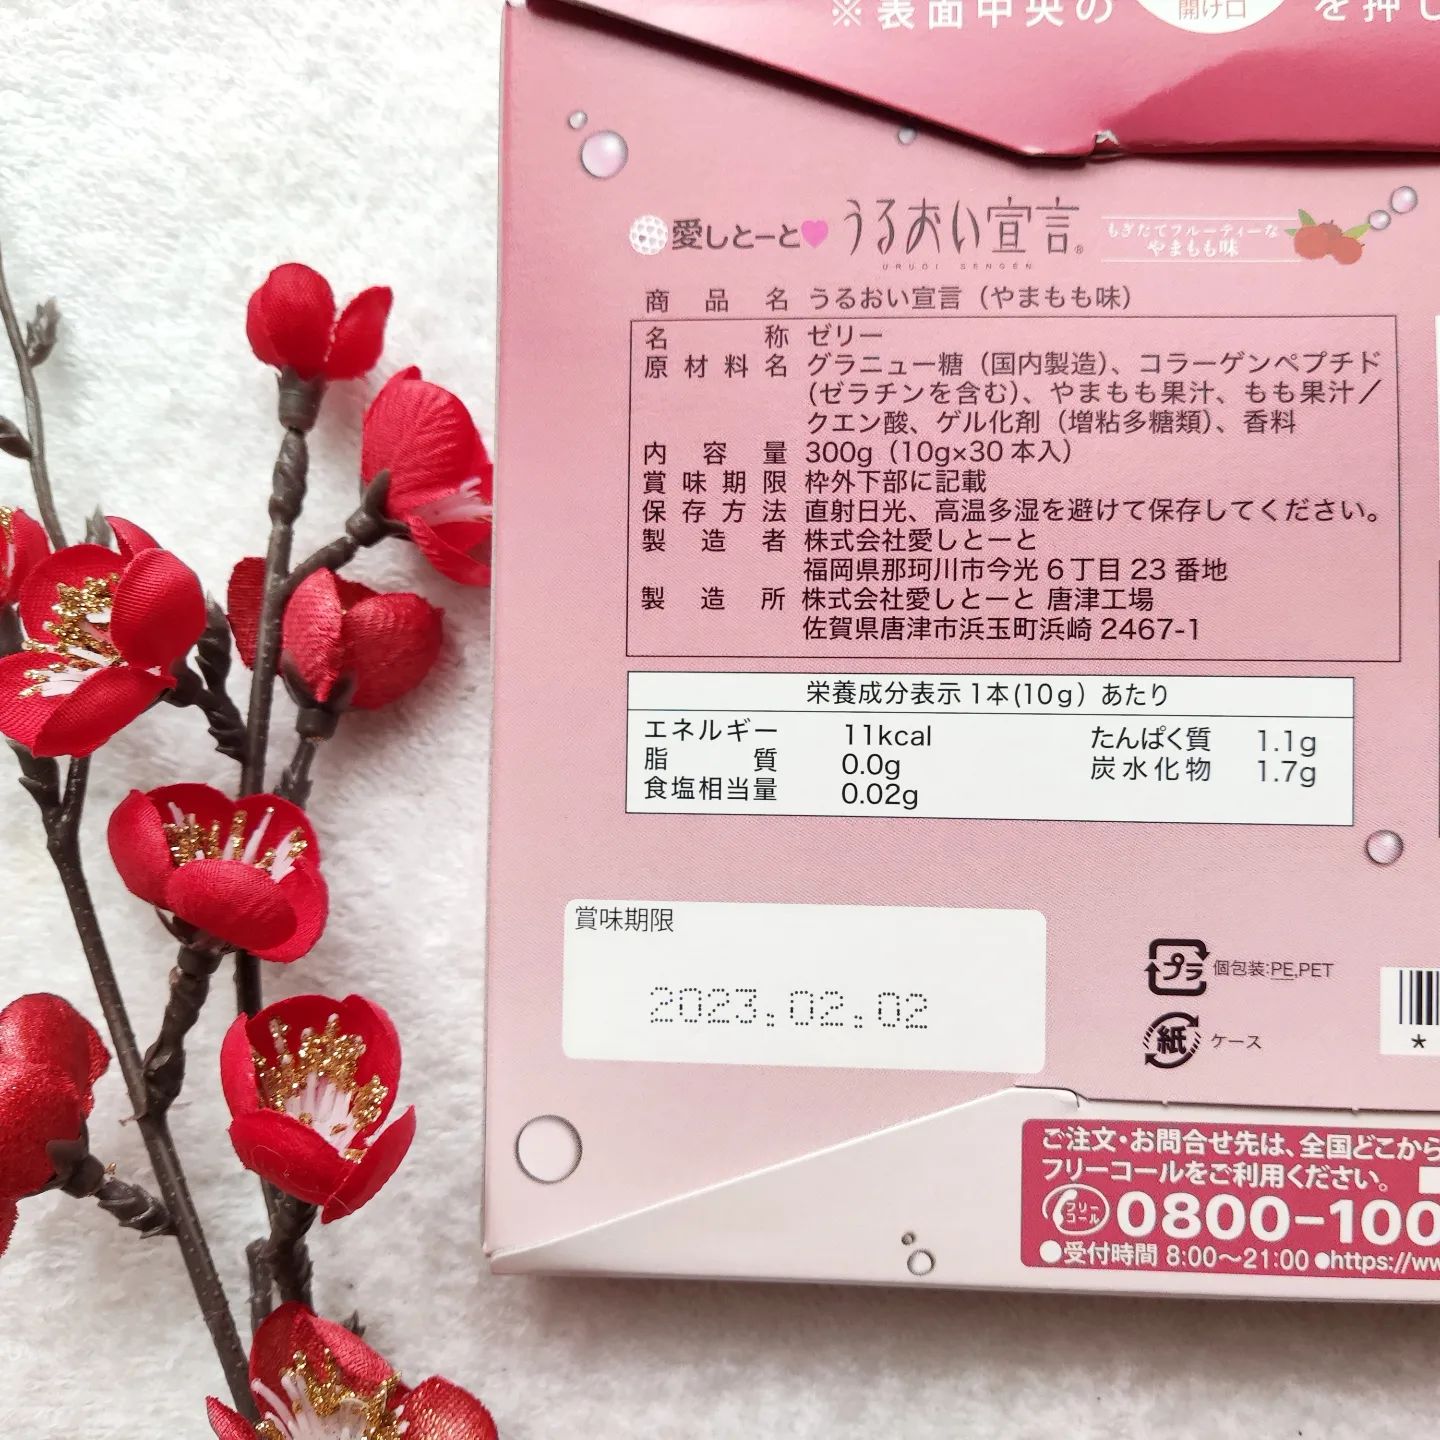 ※表面中央の 開け口 を押し
愛しとーと うるおい宣言® もぎたてフルーティーな
やまもも味
URUOI SENGEN
商品名 うるおい宣言（やまもも味）
名称 ゼリー
原材料名 グラニュー糖（国内製造）、コラーゲンペプチド
（ゼラチンを含む）、やまもも果汁、もも果汁／
クエン酸、ゲル化剤（増粘多糖類）、香料
内容量 300g（10g×30本入）
賞味期限 枠外下部に記載
保存方法 直射日光、高温多湿を避けて保存してください。
製造者 株式会社愛しとーと
福岡県那珂川市今光6丁目23番地
製造所 株式会社愛しとーと 唐津工場
佐賀県唐津市浜玉町浜崎2467-1
栄養成分表示 1本(10g) あたり
エネルギー 11kcal たんぱく質 1.1g
脂質 0.0g 炭水化物 1.7g
食塩相当量 0.02g
賞味期限
2023.02.02
プラ 個包装:PE,PET
紙 ケース
*
ご注文・お問合せ先は、全国どこから
フリーコールをご利用ください。
フリーコール 0800-100
●受付時間 8:00〜21:00 ●https://ww